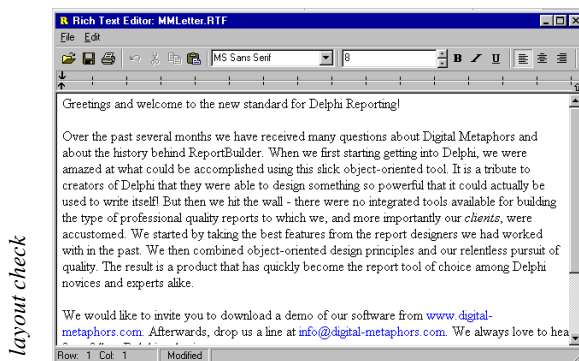 Rich Text Editor: MMLetter.RTF
File Edit
MS Sans Serif 8 B I U
Greetings and welcome to the new standard for Delphi Reporting!
Over the past several months we have received many questions about Digital Metaphors and
about the history behind ReportBuilder. When we first starting getting into Delphi, we were
amazed at what could be accomplished using this slick object-oriented tool. It is a tribute to
creators of Delphi that they were able to design something so powerful that it could actually be
used to write itself! But then we hit the wall - there were no integrated tools available for building
the type of professional quality reports to which we, and more importantly our clients, were
accustomed. We started by taking the best features from the report designers we had worked
with in the past. We then combined object-oriented design principles and our relentless pursuit of
quality. The result is a product that has quickly become the report tool of choice among Delphi
novices and experts alike.
We would like to invite you to download a demo of our software from www.digital-
metaphors.com. Afterwards, drop us a line at info@digital-metaphors.com. We always love to hea
Row: 1 Col: 1 Modified
layout check